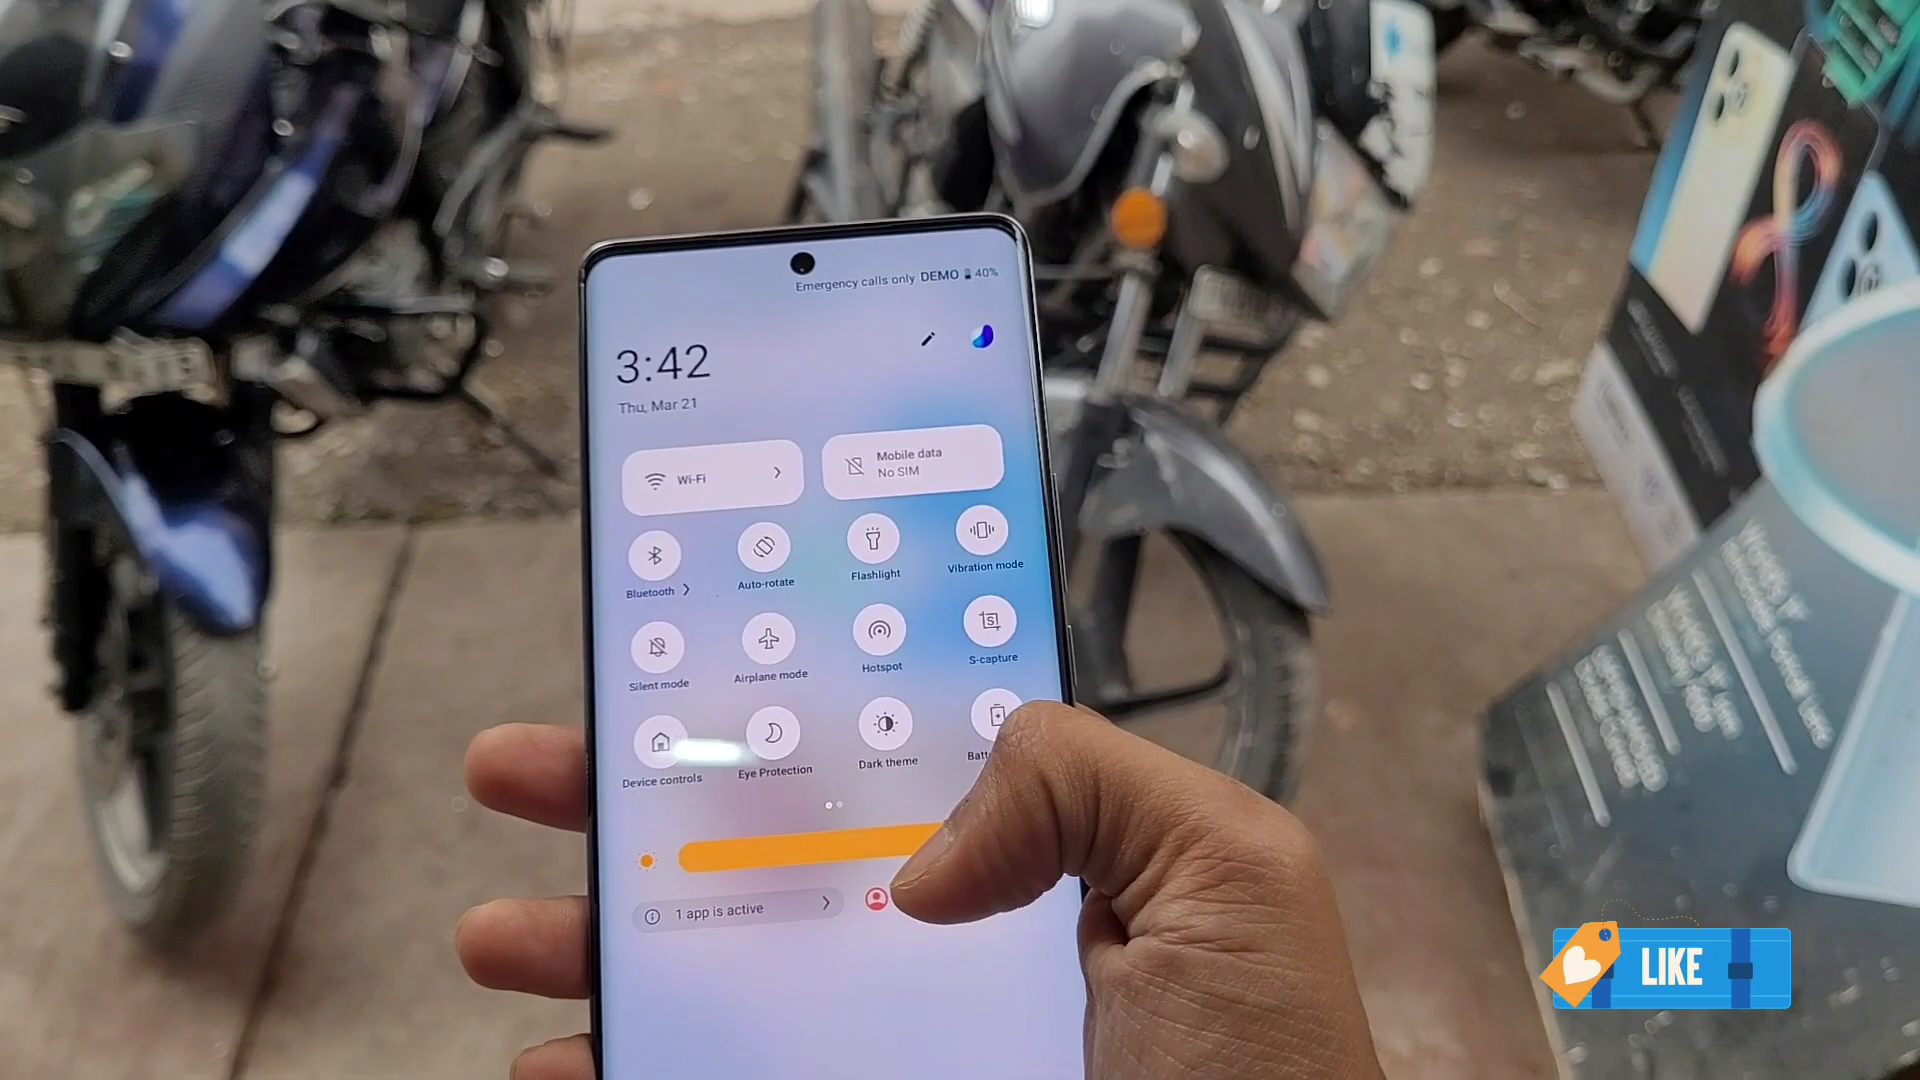 Emergency calls only DEMO 40%
3:42
Thu, Mar 21
Wi-Fi
Mobile data
No SIM
Bluetooth
Auto-rotate
Flashlight
Vibration mode
Silent mode
Airplane mode
Hotspot
S-capture
Device controls
Eye Protection
Dark theme
Batt
1 app is active
LIKE